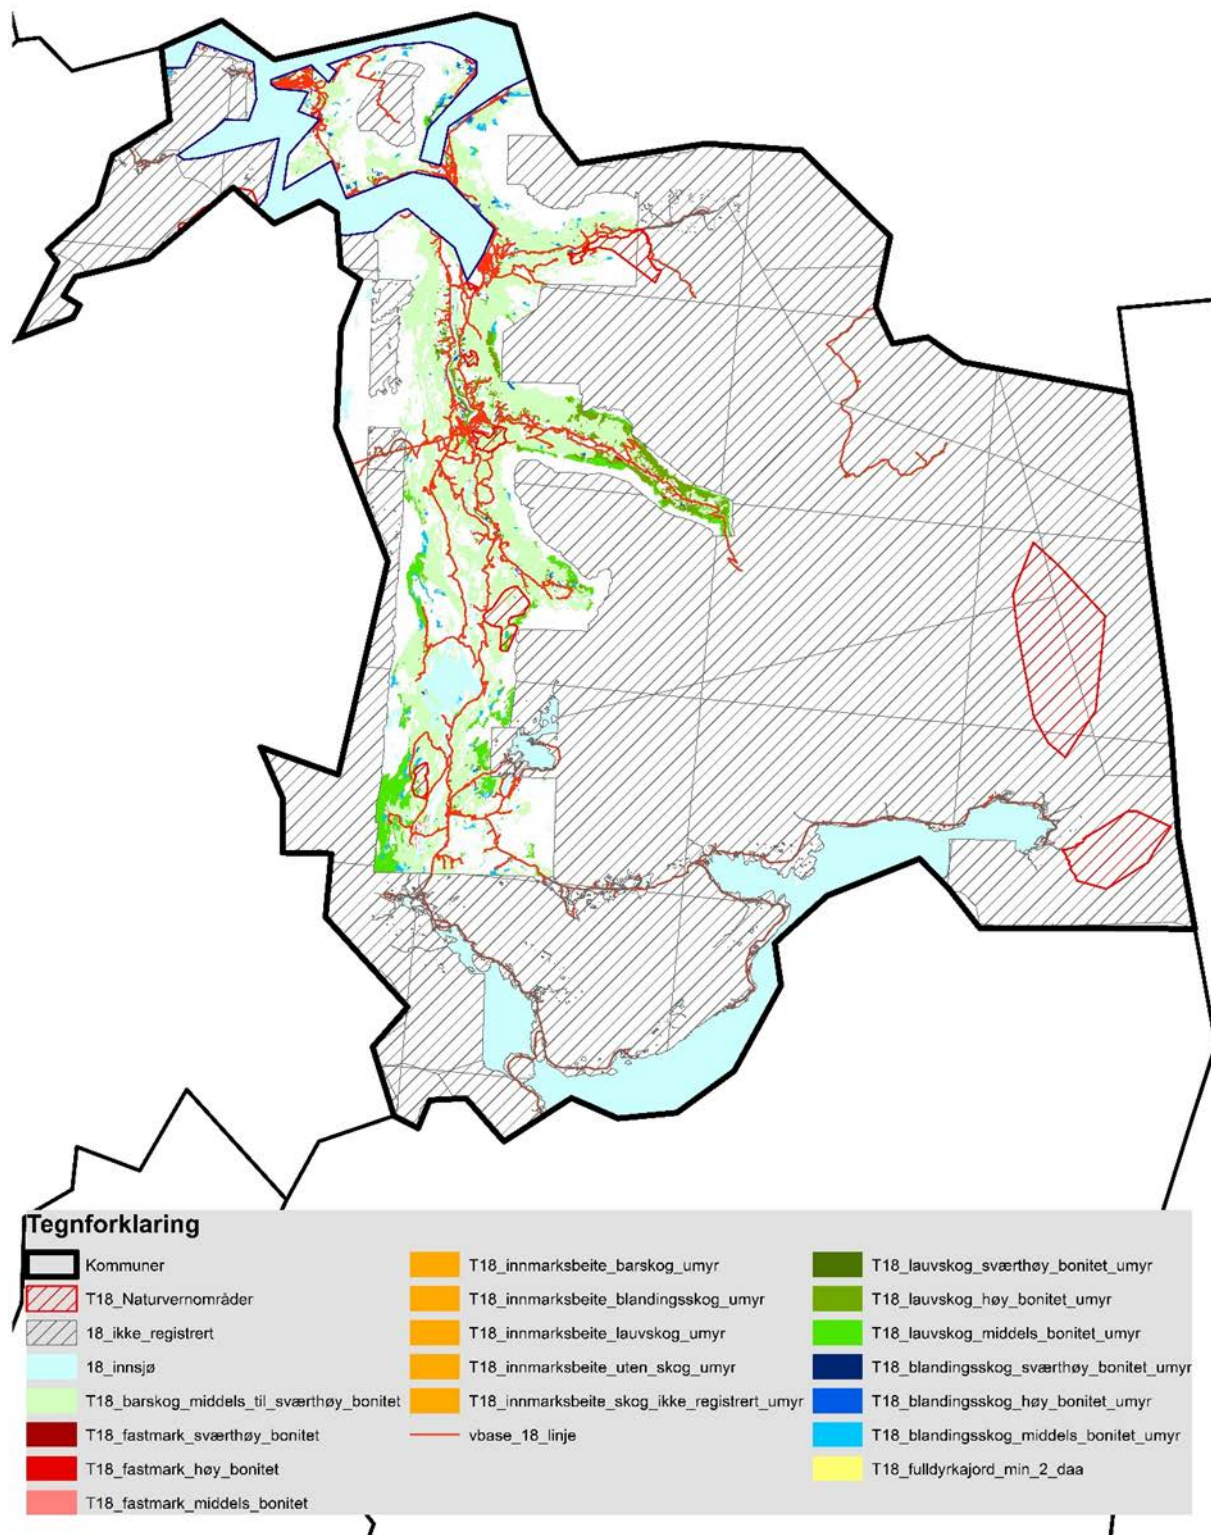 Tegnforklaring
Kommuner
T18_Naturvernområder
18_ikke_registrert
18_innsjø
T18_barskog_middels_til_sværthøy_bonitet
T18_fastmark_sværthøy_bonitet
T18_fastmark_høy_bonitet
T18_fastmark_middels_bonitet
T18_innmarksbeite_barskog_umyr
T18_innmarksbeite_blandingsskog_umyr
T18_innmarksbeite_lauvskog_umyr
T18_innmarksbeite_uten_skog_umyr
T18_innmarksbeite_skog_ikke_registrert_umyr
vbase_18_linje
T18_lauvskog_sværthøy_bonitet_umyr
T18_lauvskog_høy_bonitet_umyr
T18_lauvskog_middels_bonitet_umyr
T18_blandingsskog_sværthøy_bonitet_umyr
T18_blandingsskog_høy_bonitet_umyr
T18_blandingsskog_middels_bonitet_umyr
T18_fulldyrkajord_min_2_daa